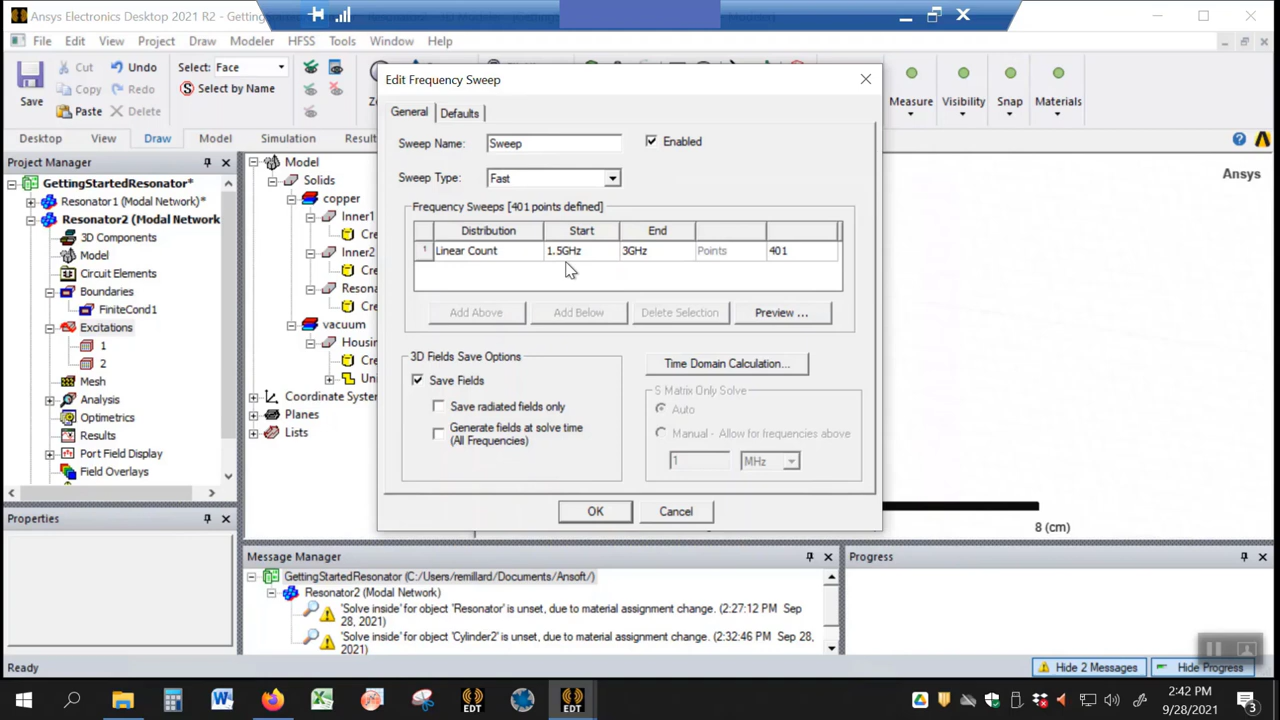 Ansys Electronics Desktop 2021 R2 - Getting
File Edit View Project Draw Modeler HFSS Tools Window Help
Save
Cut
Copy
Paste
Undo
Redo
Delete
Select: Face
Select by Name
Measure
Visibility
Snap
Materials
Desktop View Draw Model Simulation
Project Manager
GettingStartedResonator*
Resonator1 (Modal Network)*
Resonator2 (Modal Network
3D Components
Model
Circuit Elements
Boundaries
FiniteCond1
Excitations
1
2
Mesh
Analysis
Optimetrics
Results
Port Field Display
Field Overlays
Properties
Model
Solids
copper
Inner1
Inner2
vacuum
Planes
Lists
Edit Frequency Sweep
General Defaults
Sweep Name: Sweep
Enabled
Sweep Type: Fast
Frequency Sweeps [401 points defined]
Distribution Start End
1 Linear Count 1.5GHz 3GHz Points 401
Add Above Add Below Delete Selection Preview ...
3D Fields Save Options
Save Fields
Save radiated fields only
Generate fields at solve time
(All Frequencies)
Time Domain Calculation...
S Matrix Only Solve
Auto
Manual - Allow for frequencies above
1 MHz
OK Cancel
Ansys
8 (cm)
Message Manager
GettingStartedResonator (C:/Users/remillard/Documents/Ansoft/)
Resonator2 (Modal Network)
'Solve inside' for object 'Resonator' is unset, due to material assignment change. (2:27:12 PM Sep
28, 2021)
'Solve inside' for object 'Cylinder2' is unset, due to material assignment change. (2:32:46 PM Sep 28,
2021)
Progress
Ready
Hide 2 Messages
Hide Progress
EDT
EDT
2:42 PM
9/28/2021
3